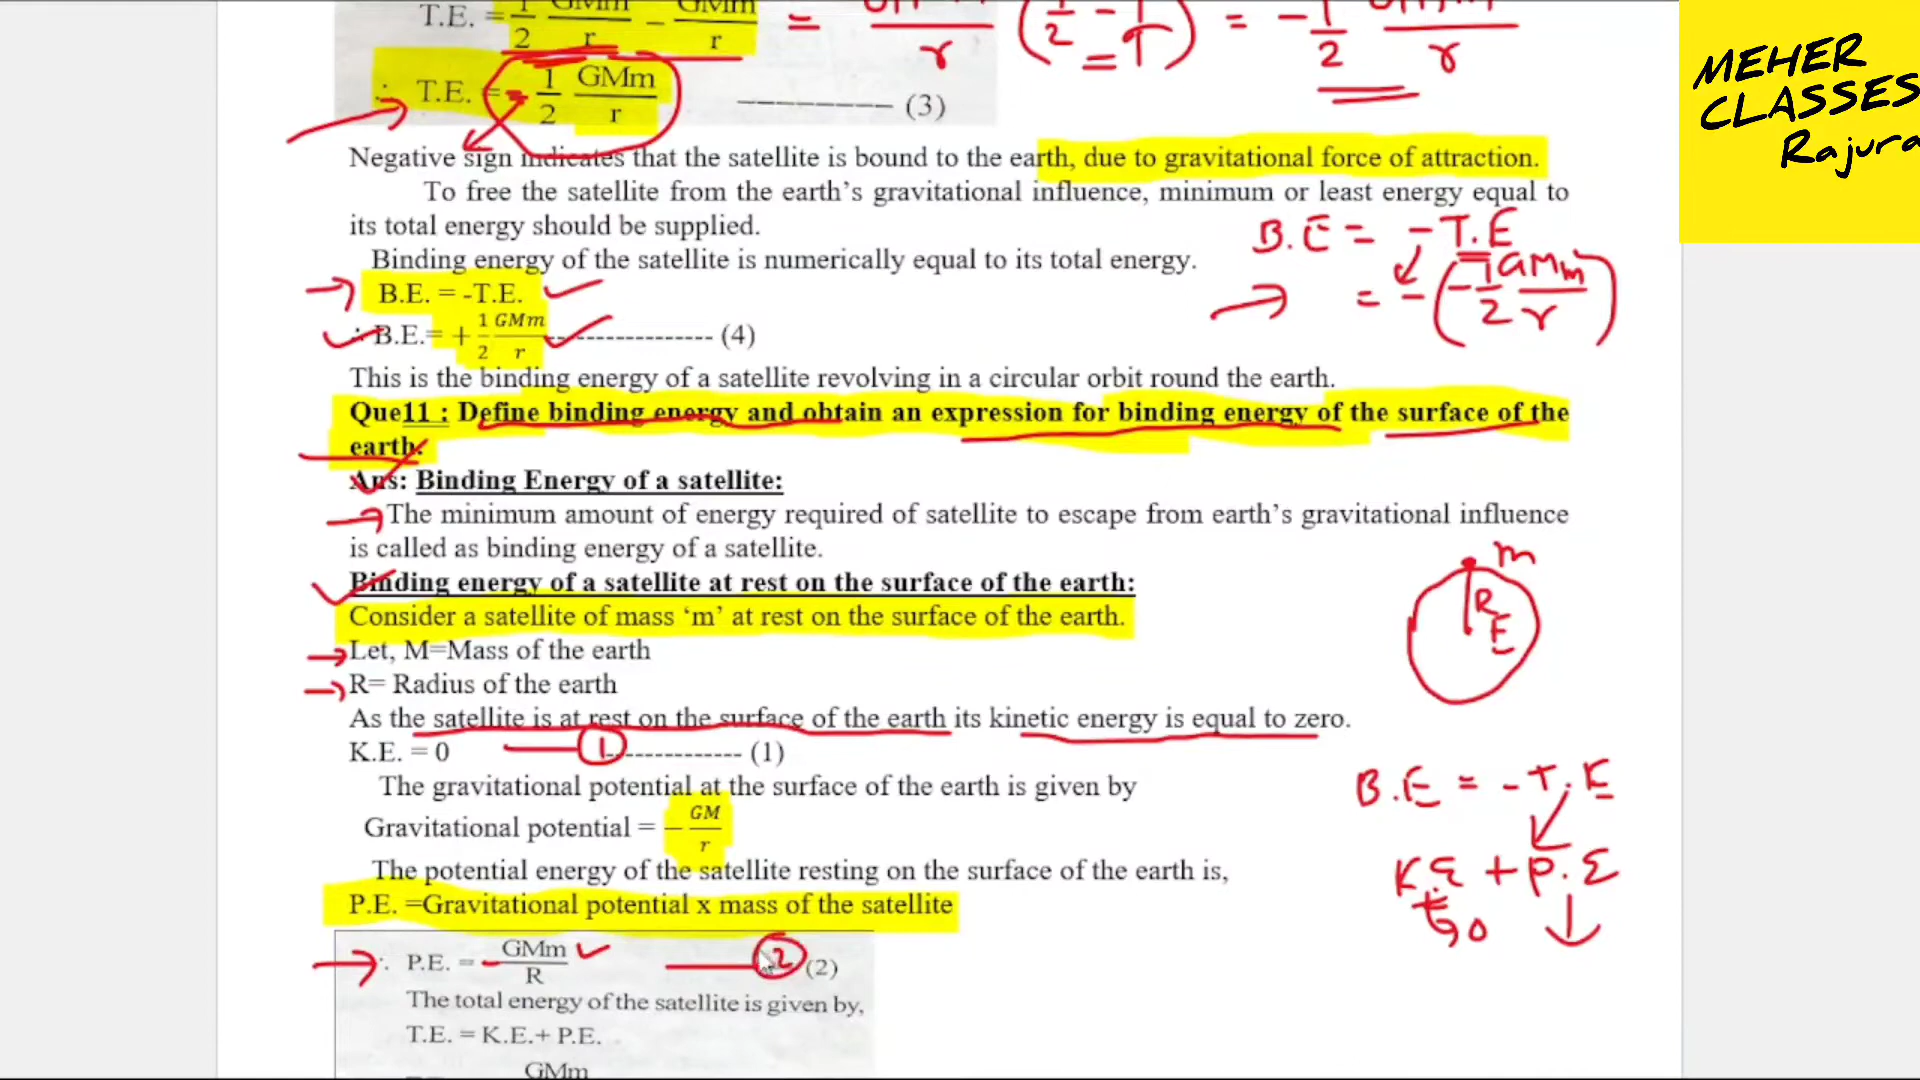 T.E. = 1/2 GMm/r - GMm/r = r (1/2 - 1) = - 1/2 r
∴ T.E. = - 1/2 GMm/r ------------ (3)
MEHER
CLASSES
Rajura
Negative sign indicates that the satellite is bound to the earth, due to gravitational force of attraction.
To free the satellite from the earth's gravitational influence, minimum or least energy equal to
its total energy should be supplied.
B.E = -T.E
Binding energy of the satellite is numerically equal to its total energy.
= -(-1/2 GMm/r)
B.E. = -T.E.
∴ B.E.= + 1/2 GMm/r ---------------- (4)
This is the binding energy of a satellite revolving in a circular orbit round the earth.
Que11 : Define binding energy and obtain an expression for binding energy of the surface of the
earth.
Ans: Binding Energy of a satellite:
The minimum amount of energy required of satellite to escape from earth's gravitational influence
is called as binding energy of a satellite.
m
Binding energy of a satellite at rest on the surface of the earth:
R
E
Consider a satellite of mass ‘m’ at rest on the surface of the earth.
Let, M=Mass of the earth
R= Radius of the earth
As the satellite is at rest on the surface of the earth its kinetic energy is equal to zero.
K.E. = 0 1 ------------- (1)
The gravitational potential at the surface of the earth is given by
B.E = -T.E
Gravitational potential = - GM/r
The potential energy of the satellite resting on the surface of the earth is,
K.E + P.E
0
P.E. =Gravitational potential x mass of the satellite
∴ P.E. = - GMm/R 2 (2)
The total energy of the satellite is given by,
T.E. = K.E.+ P.E.
GMm